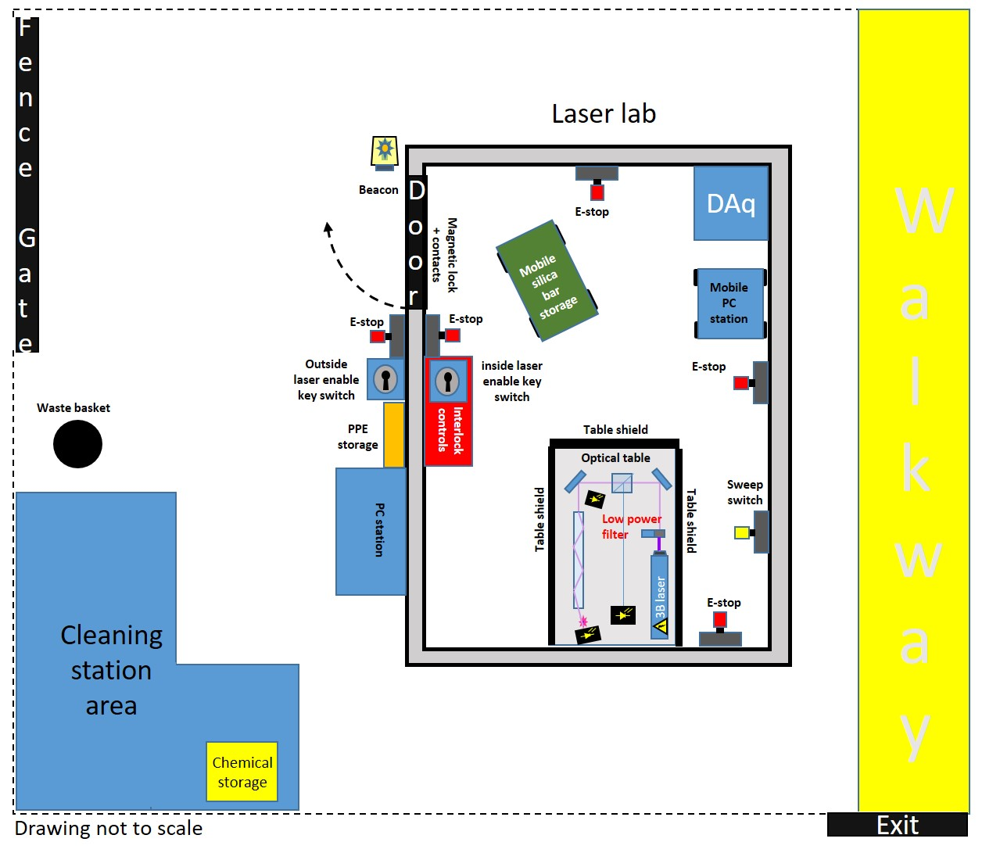 Fence Gate
Laser lab
Beacon
Door
Magnetic lock
+ contacts
E-stop
DAq
Mobile
silica
bar
storage
Mobile
PC
station
E-stop
E-stop
E-stop
Outside
laser enable
key switch
inside laser
enable key
switch
Interlock
controls
PPE
storage
PC station
Waste basket
Table shield
Optical table
Table shield
Low power
filter
3B laser
Table shield
Sweep
switch
E-stop
Cleaning
station
area
Chemical
storage
Walkway
Drawing not to scale
Exit